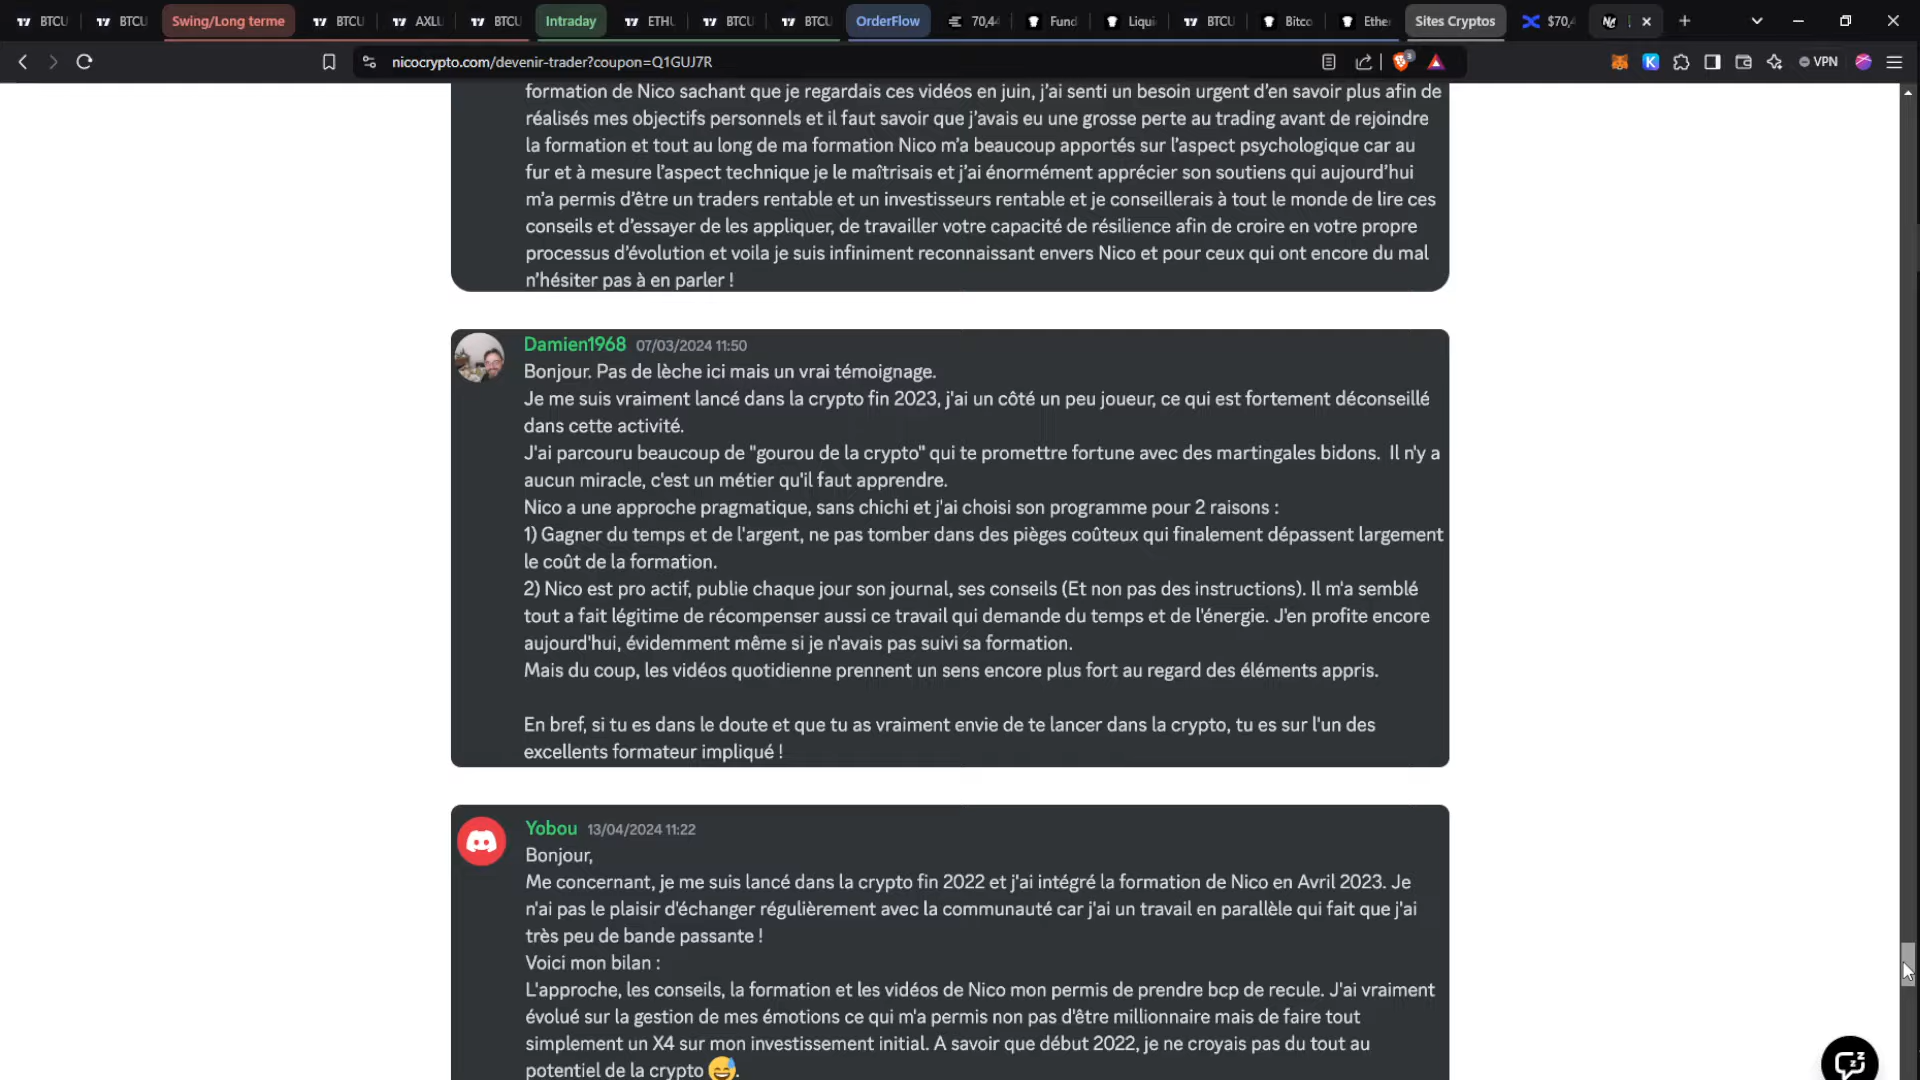 BTCU
BTCU
Swing/Long terme
BTCU
AXLU
BTCU
Intraday
ETHU
BTCU
BTCU
OrderFlow
70,4
Fund
Liqui
BTCU
Bitco
Ether
Sites Cryptos
$70,
nicocrypto.com/devenir-trader?coupon=Q1GUJ7R
3
VPN
formation de Nico sachant que je regardais ces vidéos en juin, j'ai senti un besoin urgent d'en savoir plus afin de
réalisés mes objectifs personnels et il faut savoir que j'avais eu une grosse perte au trading avant de rejoindre
la formation et tout au long de ma formation Nico m'a beaucoup apportés sur l'aspect psychologique car au
fur et à mesure l'aspect technique je le maîtrisais et j'ai énormément apprécier son soutiens qui aujourd'hui
m'a permis d'être un traders rentable et un investisseurs rentable et je conseillerais à tout le monde de lire ces
conseils et d'essayer de les appliquer, de travailler votre capacité de résilience afin de croire en votre propre
processus d'évolution et voila je suis infiniment reconnaissant envers Nico et pour ceux qui ont encore du mal
n'hésiter pas à en parler !
Damien1968 07/03/2024 11:50
Bonjour. Pas de lèche ici mais un vrai témoignage.
Je me suis vraiment lancé dans la crypto fin 2023, j'ai un côté un peu joueur, ce qui est fortement déconseillé
dans cette activité.
J'ai parcouru beaucoup de "gourou de la crypto" qui te promettre fortune avec des martingales bidons. Il n'y a
aucun miracle, c'est un métier qu'il faut apprendre.
Nico a une approche pragmatique, sans chichi et j'ai choisi son programme pour 2 raisons :
1) Gagner du temps et de l'argent, ne pas tomber dans des pièges coûteux qui finalement dépassent largement
le coût de la formation.
2) Nico est pro actif, publie chaque jour son journal, ses conseils (Et non pas des instructions). Il m'a semblé
tout a fait légitime de récompenser aussi ce travail qui demande du temps et de l'énergie. J'en profite encore
aujourd'hui, évidemment même si je n'avais pas suivi sa formation.
Mais du coup, les vidéos quotidienne prennent un sens encore plus fort au regard des éléments appris.
En bref, si tu es dans le doute et que tu as vraiment envie de te lancer dans la crypto, tu es sur l'un des
excellents formateur impliqué !
Yobou 13/04/2024 11:22
Bonjour,
Me concernant, je me suis lancé dans la crypto fin 2022 et j'ai intégré la formation de Nico en Avril 2023. Je
n'ai pas le plaisir d'échanger régulièrement avec la communauté car j'ai un travail en parallèle qui fait que j'ai
très peu de bande passante !
Voici mon bilan :
L'approche, les conseils, la formation et les vidéos de Nico mon permis de prendre bcp de recule. J'ai vraiment
évolué sur la gestion de mes émotions ce qui m'a permis non pas d'être millionnaire mais de faire tout
simplement un X4 sur mon investissement initial. A savoir que début 2022, je ne croyais pas du tout au
potentiel de la crypto 😅.